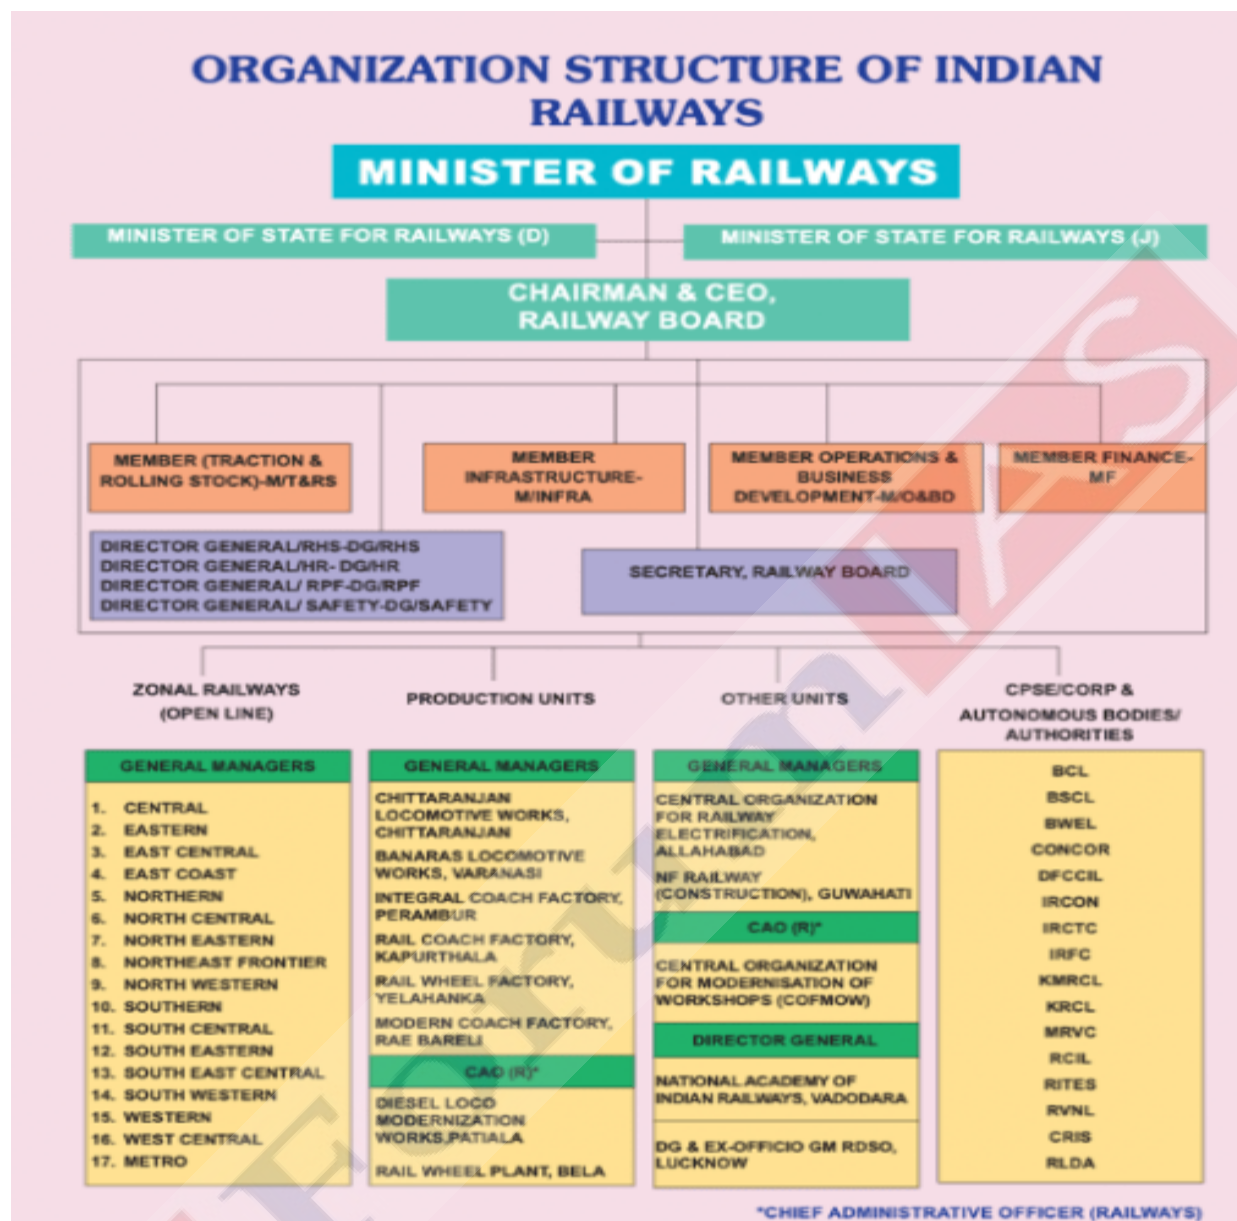 ORGANIZATION STRUCTURE OF INDIAN
RAILWAYS
MINISTER OF RAILWAYS
MINISTER OF STATE FOR RAILWAYS (D)
MINISTER OF STATE FOR RAILWAYS (J)
CHAIRMAN & CEO,
RAILWAY BOARD
MEMBER (TRACTION &
ROLLING STOCK)-M/T&RS
MEMBER
INFRASTRUCTURE-
M/INFRA
MEMBER OPERATIONS &
BUSINESS
DEVELOPMENT-M/O&BD
MEMBER FINANCE-
MF
DIRECTOR GENERAL/RHS-DG/RHS
DIRECTOR GENERAL/HR- DG/HR
DIRECTOR GENERAL/ RPF-DG/RPF
DIRECTOR GENERAL/ SAFETY-DG/SAFETY
SECRETARY, RAILWAY BOARD
ZONAL RAILWAYS
(OPEN LINE)
GENERAL MANAGERS
1. CENTRAL
2. EASTERN
3. EAST CENTRAL
4. EAST COAST
5. NORTHERN
6. NORTH CENTRAL
7. NORTH EASTERN
8. NORTHEAST FRONTIER
9. NORTH WESTERN
10. SOUTHERN
11. SOUTH CENTRAL
12. SOUTH EASTERN
13. SOUTH EAST CENTRAL
14. SOUTH WESTERN
15. WESTERN
16. WEST CENTRAL
17. METRO
PRODUCTION UNITS
GENERAL MANAGERS
CHITTARANJAN
LOCOMOTIVE WORKS,
CHITTARANJAN
BANARAS LOCOMOTIVE
WORKS, VARANASI
INTEGRAL COACH FACTORY,
PERAMBUR
RAIL COACH FACTORY,
KAPURTHALA
RAIL WHEEL FACTORY,
YELAHANKA
MODERN COACH FACTORY,
RAE BARELI
CAO (R)*
DIESEL LOCO
MODERNIZATION
WORKS,PATIALA
RAIL WHEEL PLANT, BELA
OTHER UNITS
GENERAL MANAGERS
CENTRAL ORGANIZATION
FOR RAILWAY
ELECTRIFICATION,
ALLAHABAD
NF RAILWAY
(CONSTRUCTION), GUWAHATI
CAO (R)*
CENTRAL ORGANIZATION
FOR MODERNISATION OF
WORKSHOPS (COFMOW)
DIRECTOR GENERAL
NATIONAL ACADEMY OF
INDIAN RAILWAYS, VADODARA
DG & EX-OFFICIO GM RDSO,
LUCKNOW
CPSE/CORP &
AUTONOMOUS BODIES/
AUTHORITIES
BCL
BSCL
BWEL
CONCOR
DFCCIL
IRCON
IRCTC
IRFC
KMRCL
KRCL
MRVC
RCIL
RITES
RVNL
CRIS
RLDA
*CHIEF ADMINISTRATIVE OFFICER (RAILWAYS)
Forum IAS